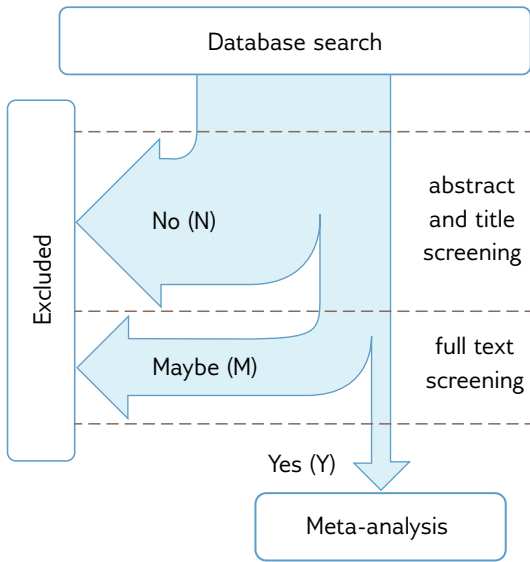 Database search
Excluded
No (N)
abstract
and title
screening
Maybe (M)
full text
screening
Yes (Y)
Meta-analysis